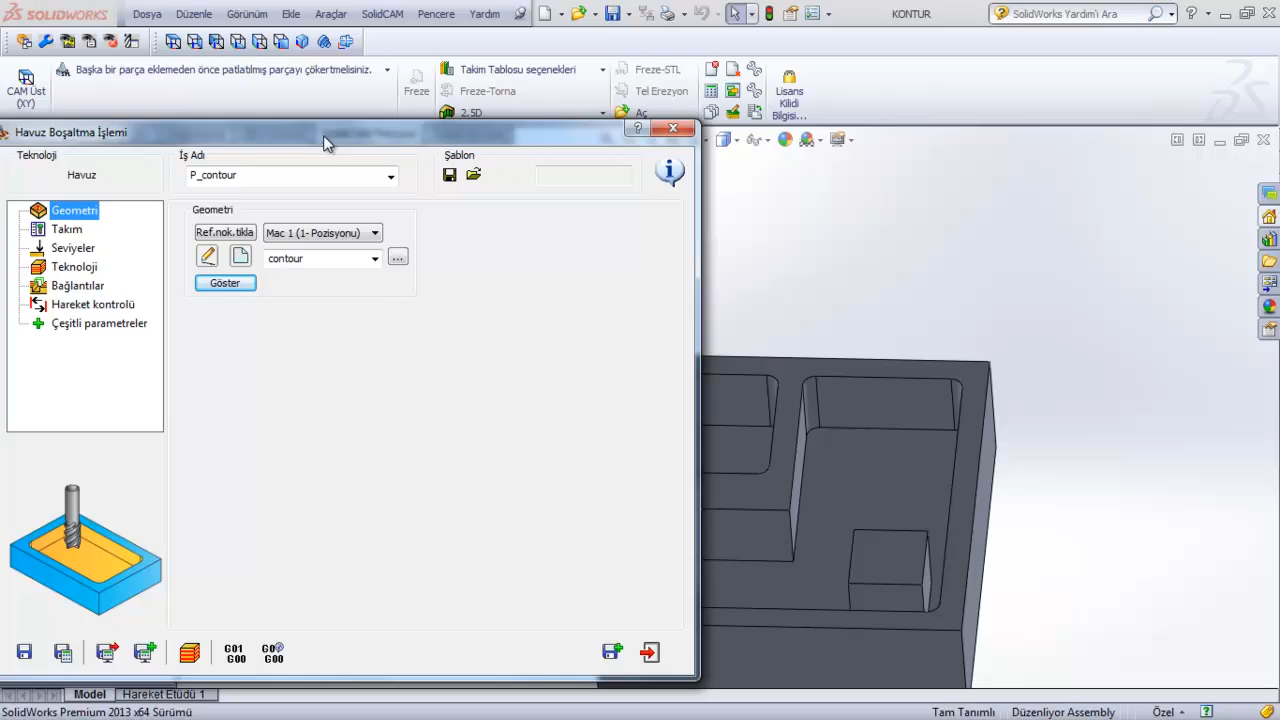 SOLIDWORKS Dosya Düzenle Görünüm Ekle Araçlar SolidCAM Pencere Yardım KONTUR SolidWorks Yardım'ı Ara
Başka bir parça eklemeden önce patlatılmış parçayı çökertmelisiniz. Takim Tablosu seçenekleri Freze-STL
CAM Üst (XY) Freze Freze-Torna Tel Erezyon Lisans Kilidi Bilgisi...
2.5D Aç
Havuz Boşaltma İşlemi
Teknoloji İş Adı Şablon
Havuz P_contour
Geometri Geometri
Takım Ref.nok.tikla Mac 1 (1- Pozisyonu)
Seviyeler contour ...
Teknoloji Göster
Bağlantılar
Hareket kontrolü
Çeşitli parametreler
G01 G00 G00
Model Hareket Etüdü 1
SolidWorks Premium 2013 x64 Sürümü Tam Tanımlı Düzenliyor Assembly Özel